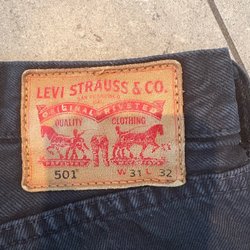 LEVI STRAUSS & CO.
ORIGINAL RIVETED
QUALITY CLOTHING
501 W 31 L 32